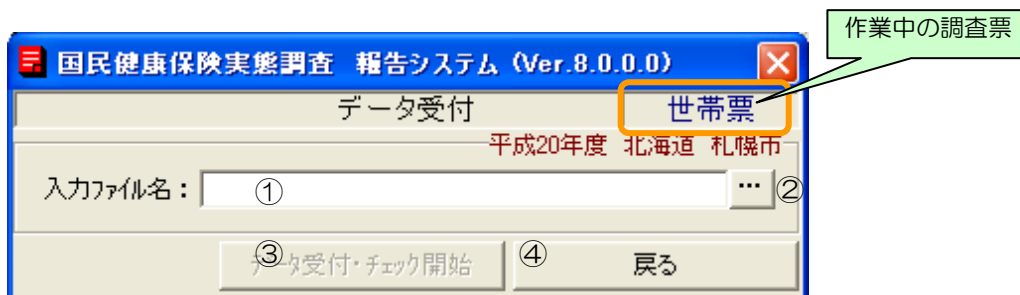 作業中の調査票
国民健康保険実態調査 報告システム (Ver.8.0.0.0)
データ受付 世帯票
平成20年度 北海道 札幌市
入力ファイル名: ① ... ②
③ データ受付・チェック開始 ④ 戻る